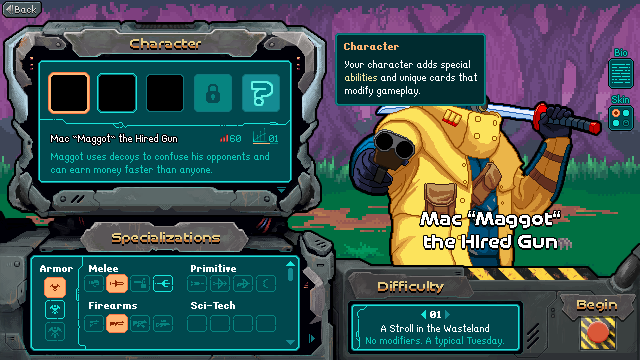 Back
Character
Mac "Maggot" the Hired Gun
60
01
Maggot uses decoys to confuse his opponents and
can earn money faster than anyone.
Character
Your character adds special
abilities and unique cards that
modify gameplay.
Bio
Skin
Mac "Maggot"
the HIred Gun
Specializations
Armor
Melee
Primitive
Firearms
Sci-Tech
Difficulty
01
A Stroll in the Wasteland
No modifiers. A typical Tuesday.
Begin